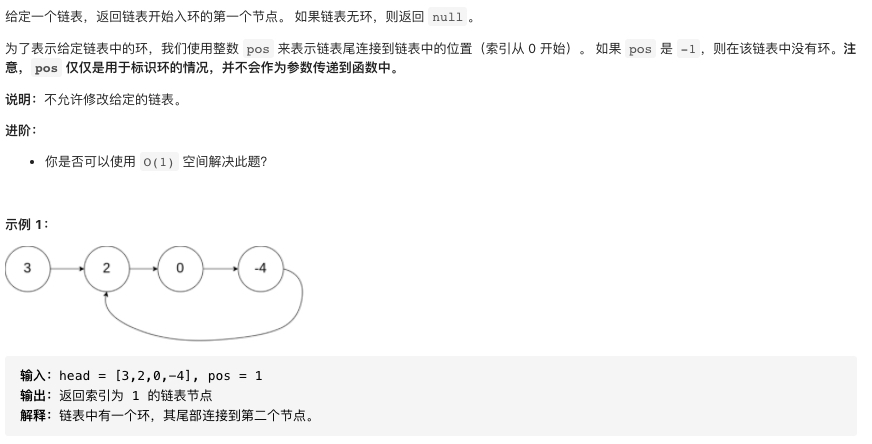 给定一个链表，返回链表开始入环的第一个节点。 如果链表无环，则返回 null 。
为了表示给定链表中的环，我们使用整数 pos 来表示链表尾连接到链表中的位置（索引从 0 开始）。 如果 pos 是 -1，则在该链表中没有环。注
意，pos 仅仅是用于标识环的情况，并不会作为参数传递到函数中。
说明：不允许修改给定的链表。
进阶：
• 你是否可以使用 O(1) 空间解决此题？
示例 1：
3 2 0 -4
输入：head = [3,2,0,-4], pos = 1
输出：返回索引为 1 的链表节点
解释：链表中有一个环，其尾部连接到第二个节点。